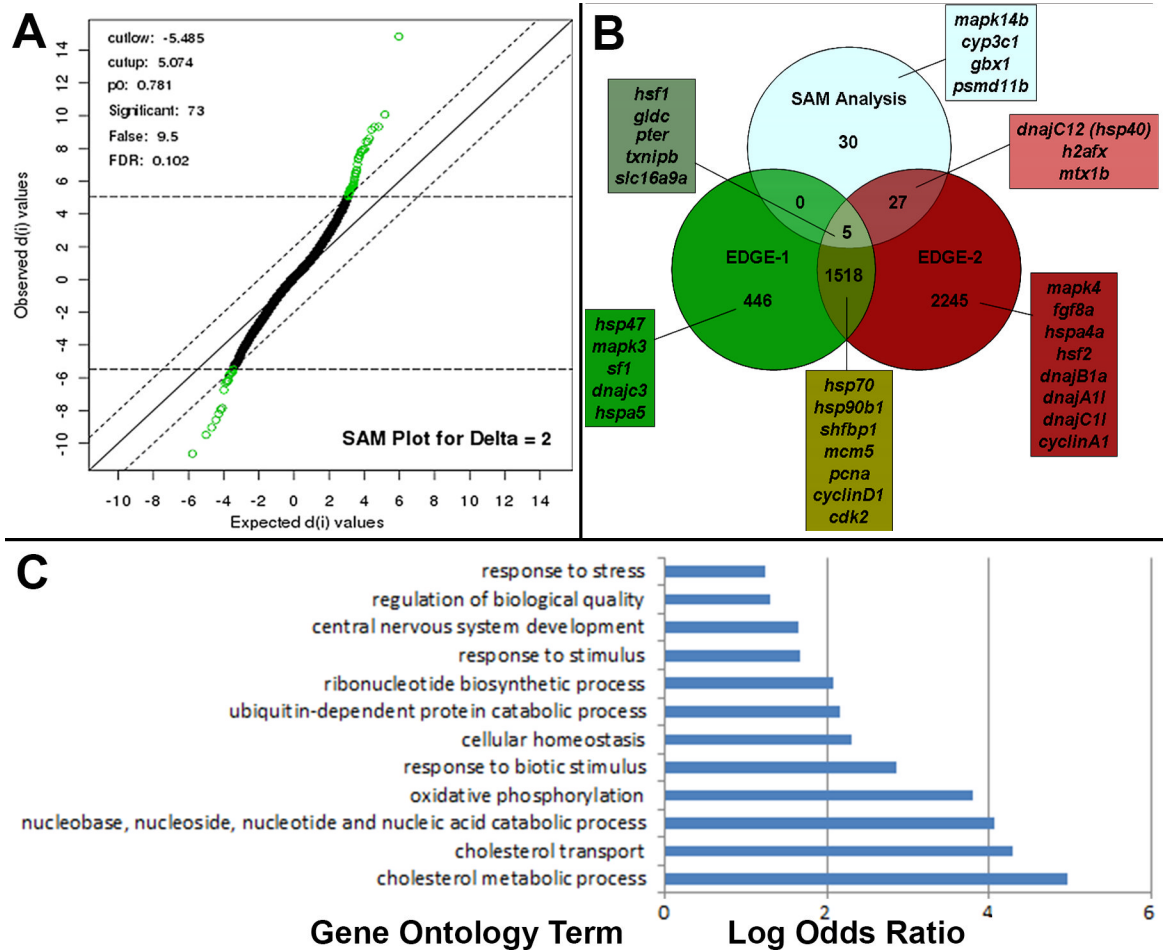 A
cutlow: -5.485
cutup: 5.074
p0: 0.781
Significant: 73
False: 9.5
FDR: 0.102
Observed d(i) values
14
12
10
8
6
4
2
0
-2
-4
-6
-8
-10
SAM Plot for Delta = 2
-10 -8 -6 -4 -2 0 2 4 6 8 10 12 14
Expected d(i) values
B
mapk14b
cyp3c1
gbx1
psmd11b
hsf1
gldc
pter
txnipb
slc16a9a
SAM Analysis
30
dnajC12 (hsp40)
h2afx
mtx1b
0
27
5
EDGE-1
EDGE-2
1518
446
2245
hsp47
mapk3
sf1
dnajc3
hspa5
hsp70
hsp90b1
shfbp1
mcm5
pcna
cyclinD1
cdk2
mapk4
fgf8a
hspa4a
hsf2
dnajB1a
dnajA1l
dnajC1l
cyclinA1
C
response to stress
regulation of biological quality
central nervous system development
response to stimulus
ribonucleotide biosynthetic process
ubiquitin-dependent protein catabolic process
cellular homeostasis
response to biotic stimulus
oxidative phosphorylation
nucleobase, nucleoside, nucleotide and nucleic acid catabolic process
cholesterol transport
cholesterol metabolic process
0 2 4 6
Gene Ontology Term
Log Odds Ratio